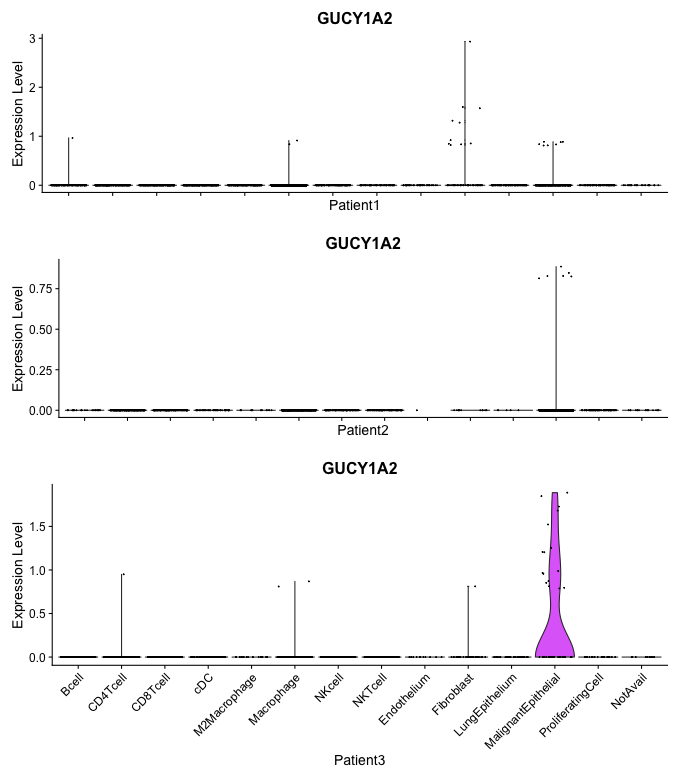 GUCY1A2
Expression Level
3
2
1
0
Patient1
GUCY1A2
Expression Level
0.75
0.50
0.25
0.00
Patient2
GUCY1A2
Expression Level
1.5
1.0
0.5
0.0
Bcell
CD4Tcell
CD8Tcell
cDC
M2Macrophage
Macrophage
NKcell
NKTcell
Endothelium
Fibroblast
LungEpithelium
MalignantEpithelial
ProliferatingCell
NotAvail
Patient3